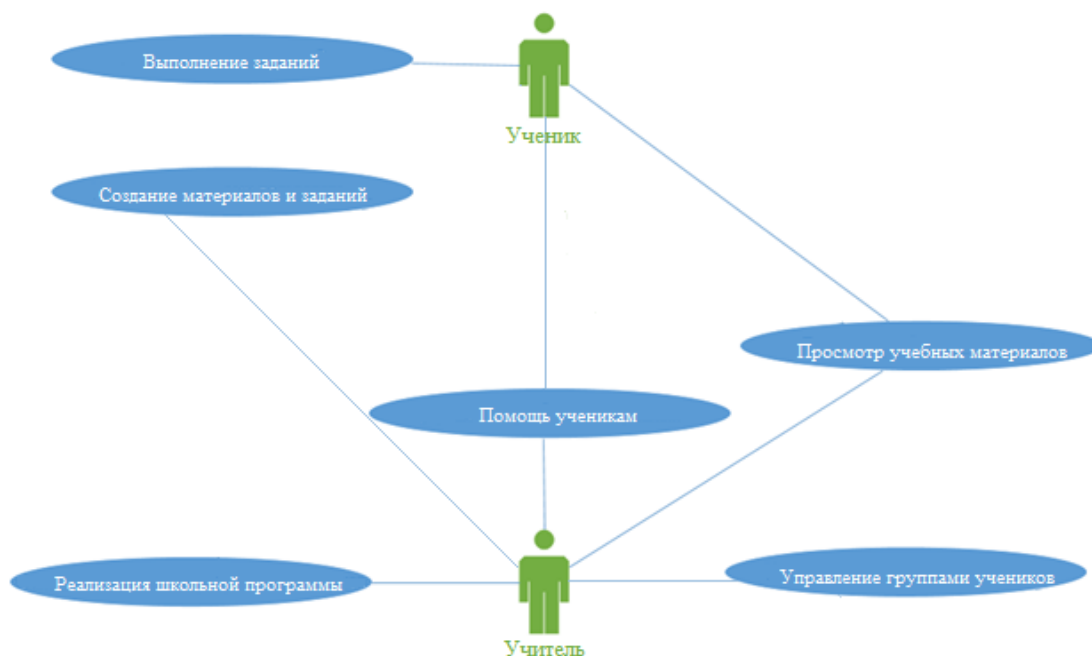 Выполнение заданий
Ученик
Создание материалов и заданий
Просмотр учебных материалов
Помощь ученикам
Реализация школьной программы
Управление группами учеников
Учитель